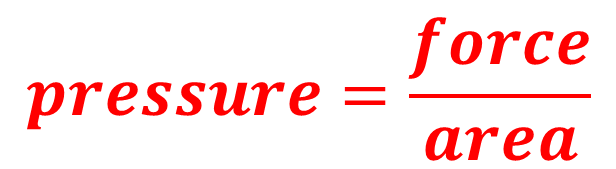 pressure = force / area